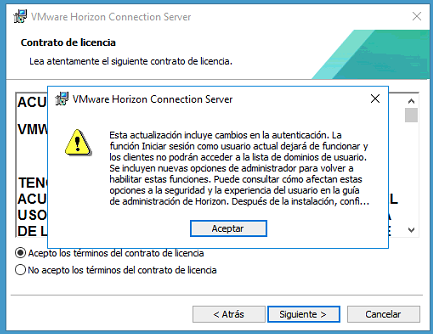 VMware Horizon Connection Server
Contrato de licencia
Lea atentamente el siguiente contrato de licencia.
ACU
VMW
TENG
ACU
USO
DE L
L
VMware Horizon Connection Server
Esta actualización incluye cambios en la autenticación. La
función Iniciar sesión como usuario actual dejará de funcionar y
los clientes no podrán acceder a la lista de dominios de usuario.
Se incluyen nuevas opciones de administrador para volver a
habilitar estas funciones. Puede consultar cómo afectan estas
opciones a la seguridad y la experiencia del usuario en la guía
de administración de Horizon. Después de la instalación, confi...
Aceptar
Acepto los términos del contrato de licencia
No acepto los términos del contrato de licencia
< Atrás
Siguiente >
Cancelar